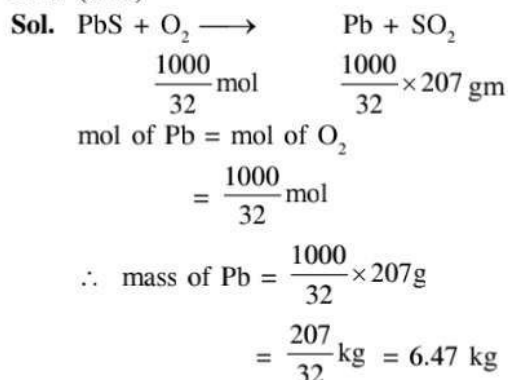 Sol. PbS + O₂ ⟶ Pb + SO₂
1000/32 mol 1000/32 × 207 gm
mol of Pb = mol of O₂
= 1000/32 mol
∴ mass of Pb = 1000/32 × 207g
= 207/32 kg = 6.47 kg